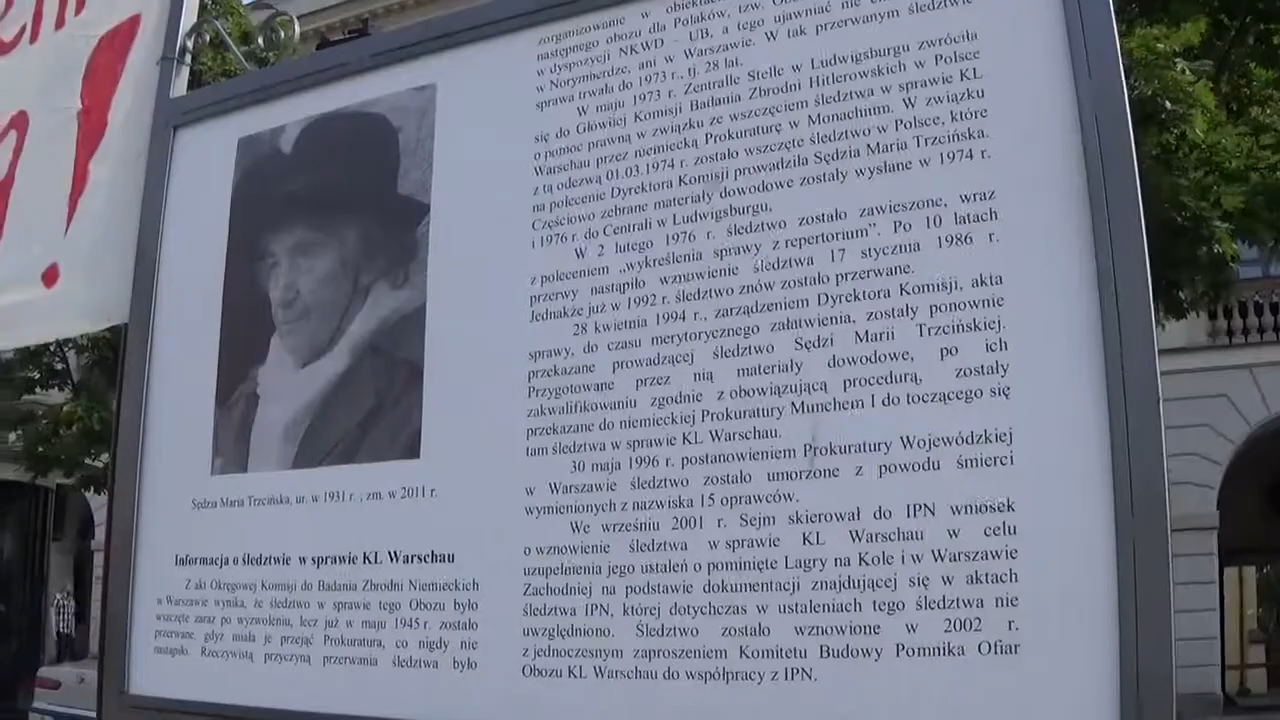 !
Sędzia Maria Trzcińska, ur. w 1931 r. , zm. w 2011 r.
Informacja o śledztwie w sprawie KL Warschau
Z akt Okręgowej Komisji do Badania Zbrodni Niemieckich
w Warszawie wynika, że śledztwo w sprawie tego Obozu było
wszczęte zaraz po wyzwoleniu, lecz już w maju 1945 r. zostało
przerwane, gdyż miała je przejąć Prokuratura, co nigdy nie
nastąpiło. Rzeczywistą przyczyną przerwania śledztwa było
zorganizowanie w
następnego obozu dla Polaków, tzw.
w dyspozycji NKWD - UB, a tego ujawniać nie
w Norymberdze, ani w Warszawie. W tak przerwanym śledztwie
sprawa trwała do 1973 r., tj. 28 lat.
W maju 1973 r. Zentralle Stelle w Ludwigsburgu zwróciła
się do Głównej Komisji Badania Zbrodni Hitlerowskich w Polsce
o pomoc prawną w związku ze wszczęciem śledztwa w sprawie KL
Warschau przez niemiecką Prokuraturę w Monachium. W związku
z tą odezwą 01.03.1974 r. zostało wszczęte śledztwo w Polsce, które
na polecenie Dyrektora Komisji prowadziła Sędzia Maria Trzcińska.
Częściowo zebrane materiały dowodowe zostały wysłane w 1974 r.
i 1976 r. do Centrali w Ludwigsburgu,
W 2 lutego 1976 r. śledztwo zostało zawieszone, wraz
z poleceniem „wykreślenia sprawy z repertorium”. Po 10 latach
przerwy nastąpiło wznowienie śledztwa 17 stycznia 1986 r.
Jednakże już w 1992 r. śledztwo znów zostało przerwane.
28 kwietnia 1994 r., zarządzeniem Dyrektora Komisji, akta
sprawy, do czasu merytorycznego załatwienia, zostały ponownie
przekazane prowadzącej śledztwo Sędzi Marii Trzcińskiej.
Przygotowane przez nią materiały dowodowe, po ich
zakwalifikowaniu zgodnie z obowiązującą procedurą, zostały
przekazane do niemieckiej Prokuratury Munchem I do toczącego się
tam śledztwa w sprawie KL Warschau.
30 maja 1996 r. postanowieniem Prokuratury Wojewódzkiej
w Warszawie śledztwo zostało umorzone z powodu śmierci
wymienionych z nazwiska 15 oprawców.
We wrześniu 2001 r. Sejm skierował do IPN wniosek
o wznowienie śledztwa w sprawie KL Warschau w celu
uzupełnienia jego ustaleń o pominięte Lagry na Kole i w Warszawie
Zachodniej na podstawie dokumentacji znajdującej się w aktach
śledztwa IPN, której dotychczas w ustaleniach tego śledztwa nie
uwzględniono. Śledztwo zostało wznowione w 2002 r.
z jednoczesnym zaproszeniem Komitetu Budowy Pomnika Ofiar
Obozu KL Warschau do współpracy z IPN.